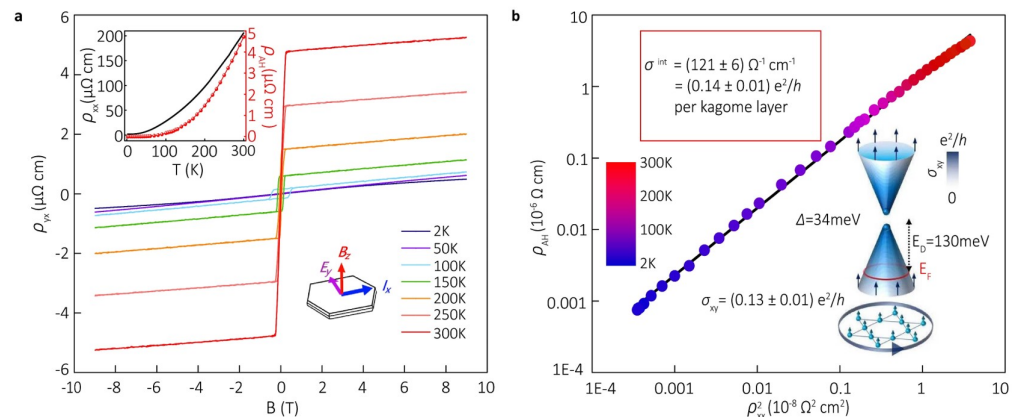 a
6
4
2
0
-2
-4
-6
ρyx (μΩ cm)
-10 -8 -6 -4 -2 0 2 4 6 8 10
B (T)
200
150
100
50
0
ρxx (μΩ cm)
5
4
3
2
1
0
ρAH (μΩ cm)
0 100 200 300
T (K)
Bz
Ey
Ix
2K
50K
100K
150K
200K
250K
300K
b
10
1
0.1
0.01
0.001
1E-4
ρAH (10⁻⁶ Ω cm)
1E-4 0.001 0.01 0.1 1 10
ρ²xx (10⁻⁸ Ω² cm²)
σ int = (121 ± 6) Ω⁻¹ cm⁻¹
= (0.14 ± 0.01) e²/h
per kagome layer
300K
200K
100K
2K
e²/h
σxy
0
Δ=34meV
ED=130meV
EF
σxy = (0.13 ± 0.01) e²/h